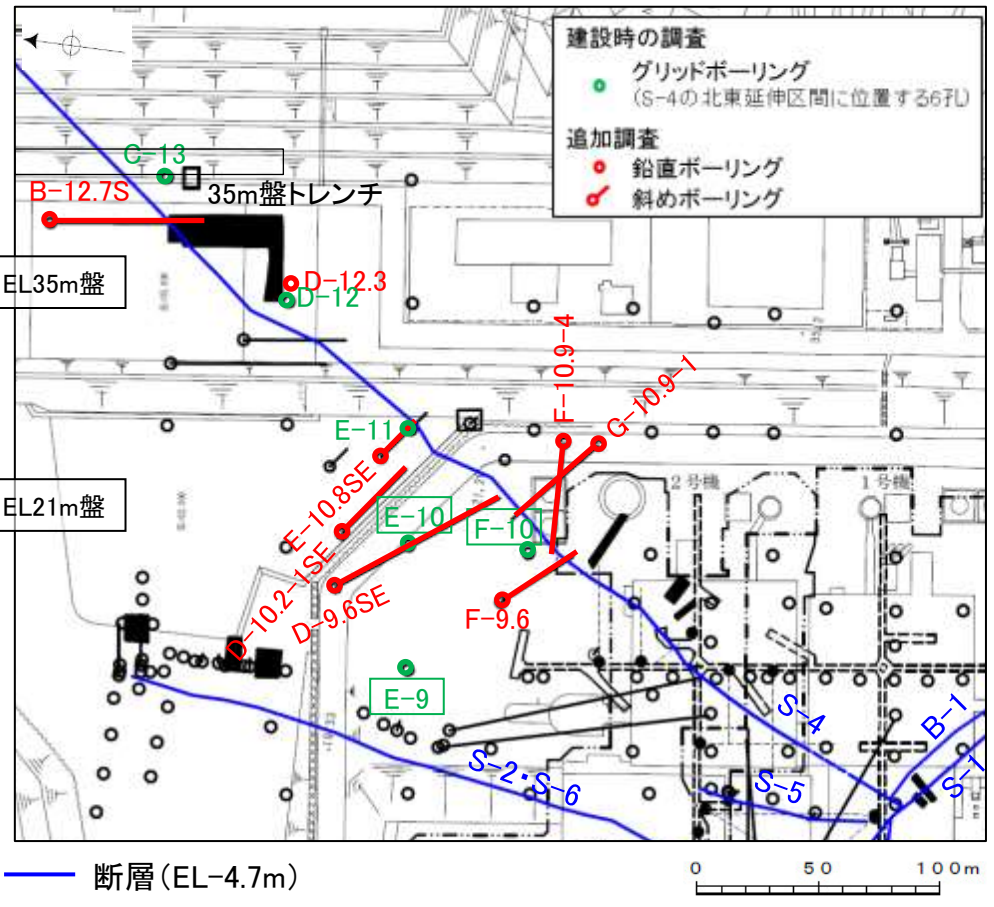 建設時の調査
グリッドボーリング
(S-4の北東延伸区間に位置する6孔)
追加調査
鉛直ボーリング
斜めボーリング
C-13
B-12.7S
35m盤トレンチ
EL35m盤
D-12.3
D-12
F-10.9-4
G-10.9-1
E-11
E-10.8SE
EL21m盤
E-10
F-10
2号機
1号機
D-10.2-1SE
D-9.6SE
F-9.6
E-9
S-4
B-1
S-1
S-2・S-6
S-5
断層(EL-4.7m)
0 50 100m